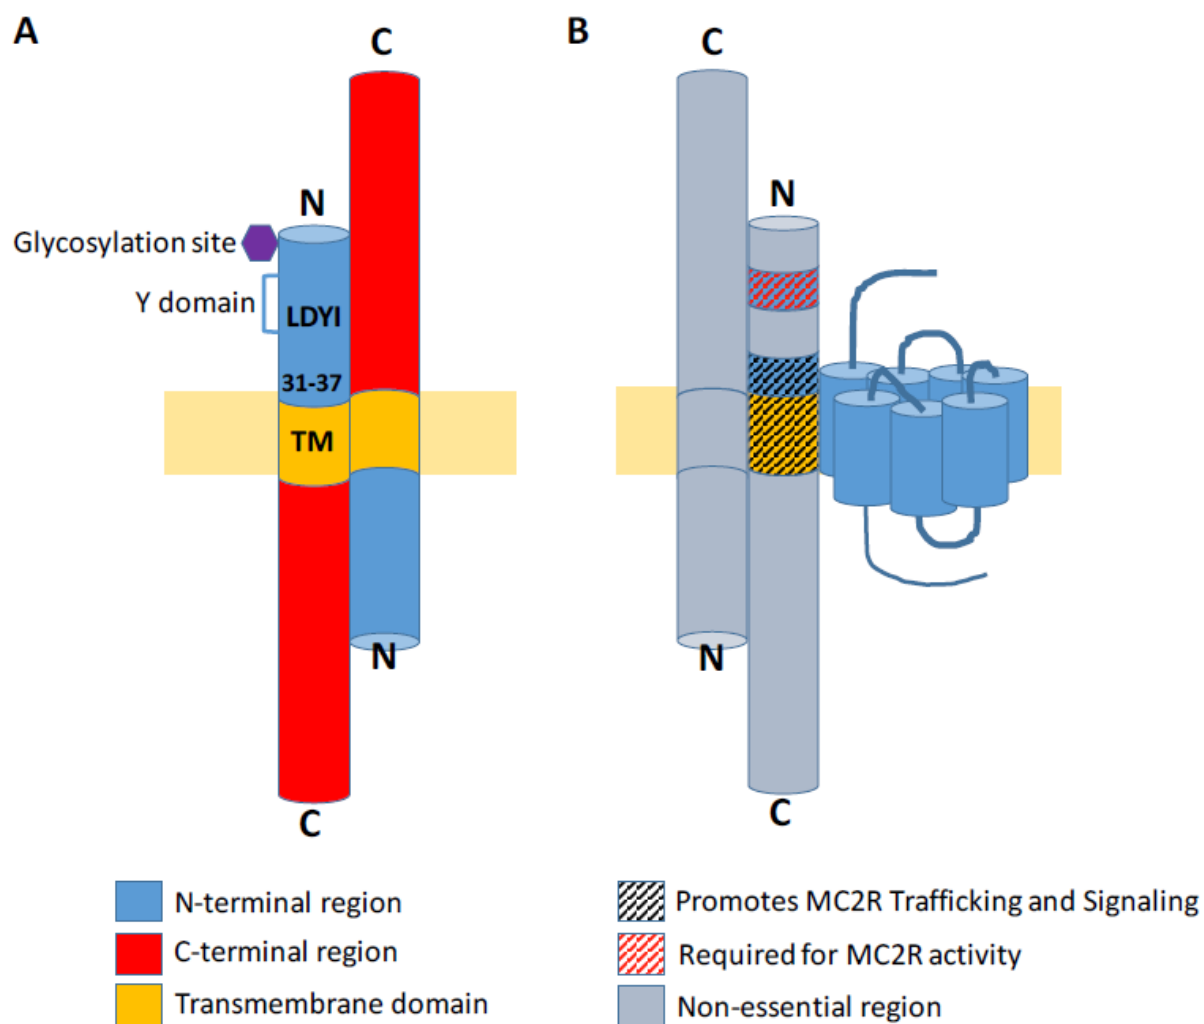 A
C
N
Glycosylation site
Y domain
LDYI
31-37
TM
N
C
B
C
N
N
C
N-terminal region
C-terminal region
Transmembrane domain
Promotes MC2R Trafficking and Signaling
Required for MC2R activity
Non-essential region